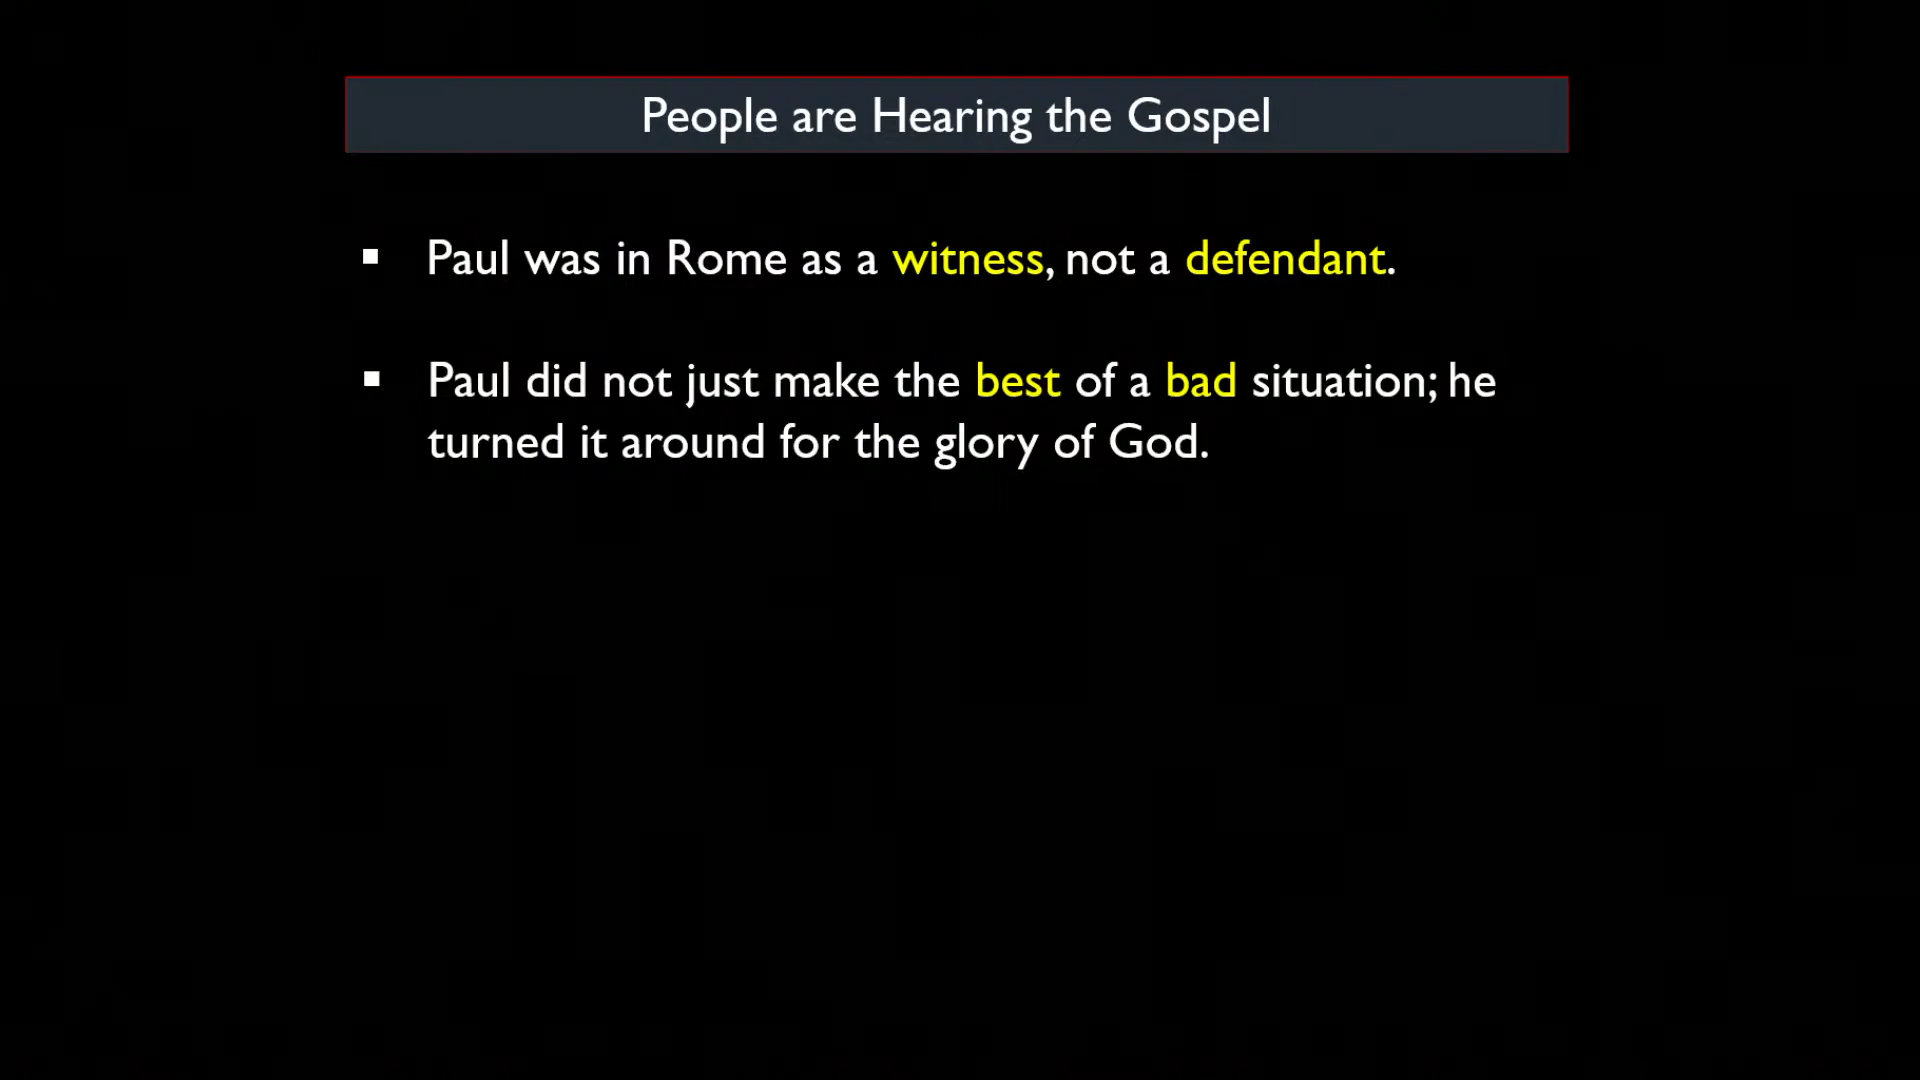 People are Hearing the Gospel
▪ Paul was in Rome as a witness, not a defendant.
▪ Paul did not just make the best of a bad situation; he
turned it around for the glory of God.